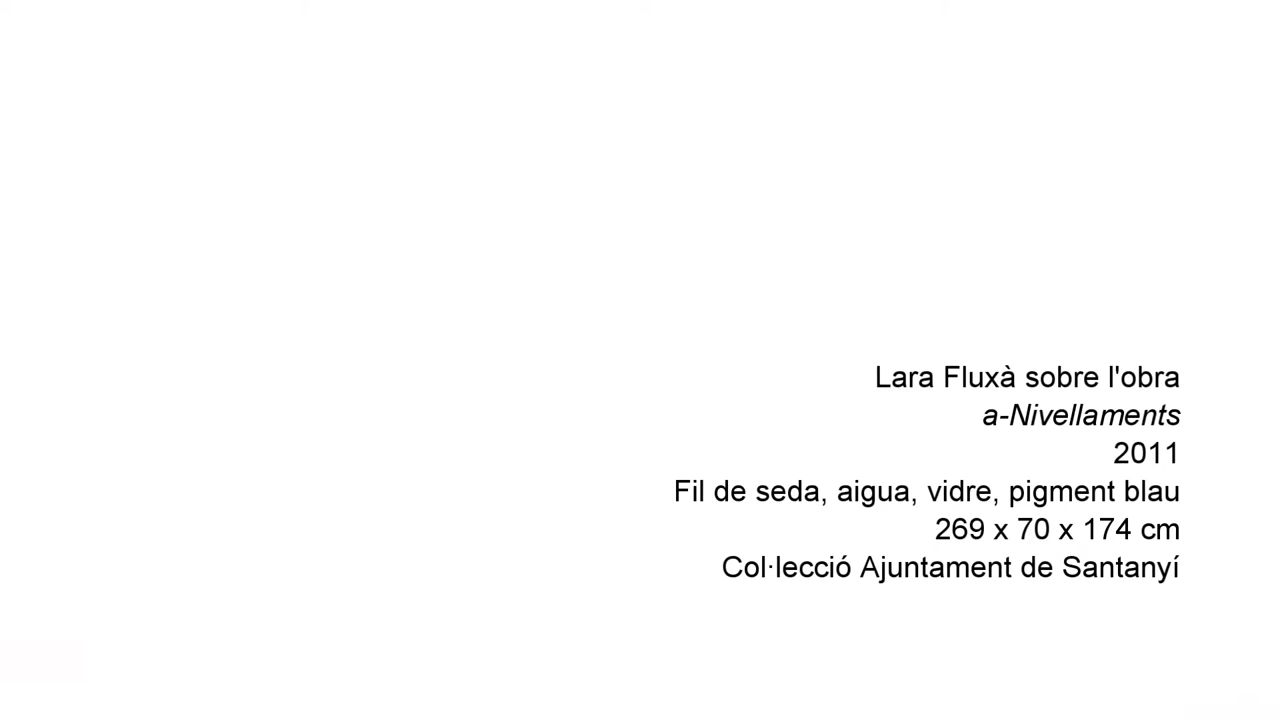 Lara Fluxà sobre l'obra
a-Nivellaments
2011
Fil de seda, aigua, vidre, pigment blau
269 x 70 x 174 cm
Col·lecció Ajuntament de Santanyí